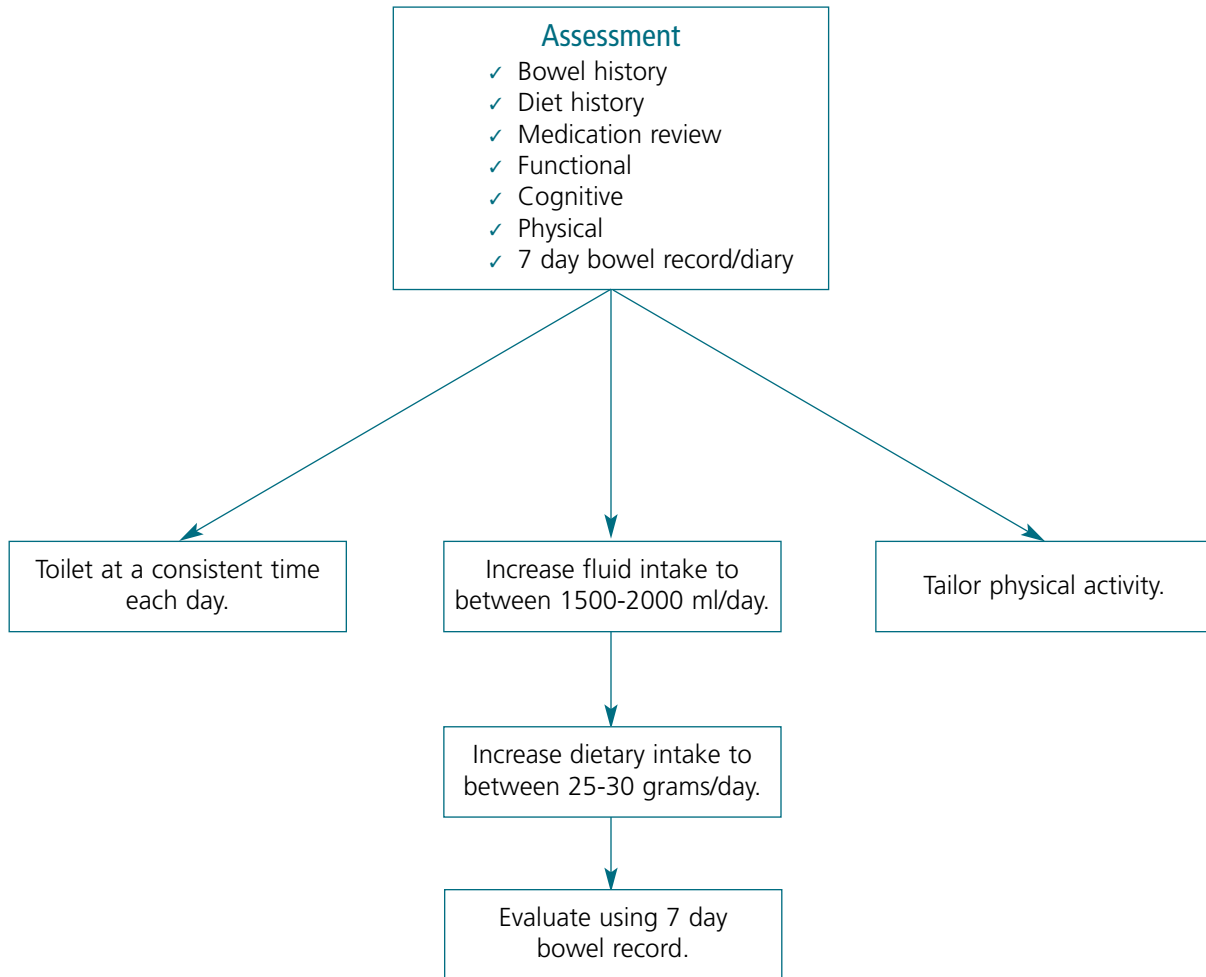 Assessment
✓ Bowel history
✓ Diet history
✓ Medication review
✓ Functional
✓ Cognitive
✓ Physical
✓ 7 day bowel record/diary
Toilet at a consistent time
each day.
Increase fluid intake to
between 1500-2000 ml/day.
Tailor physical activity.
Increase dietary intake to
between 25-30 grams/day.
Evaluate using 7 day
bowel record.